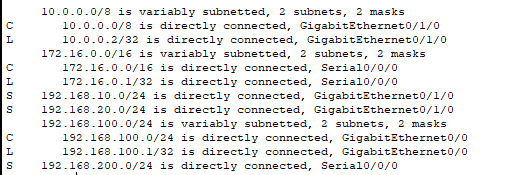 10.0.0.0/8 is variably subnetted, 2 subnets, 2 masks
C 10.0.0.0/8 is directly connected, GigabitEthernet0/1/0
L 10.0.0.2/32 is directly connected, GigabitEthernet0/1/0
172.16.0.0/16 is variably subnetted, 2 subnets, 2 masks
C 172.16.0.0/16 is directly connected, Serial0/0/0
L 172.16.0.1/32 is directly connected, Serial0/0/0
S 192.168.10.0/24 is directly connected, GigabitEthernet0/1/0
S 192.168.20.0/24 is directly connected, GigabitEthernet0/1/0
192.168.100.0/24 is variably subnetted, 2 subnets, 2 masks
C 192.168.100.0/24 is directly connected, GigabitEthernet0/0
L 192.168.100.1/32 is directly connected, GigabitEthernet0/0
S 192.168.200.0/24 is directly connected, Serial0/0/0